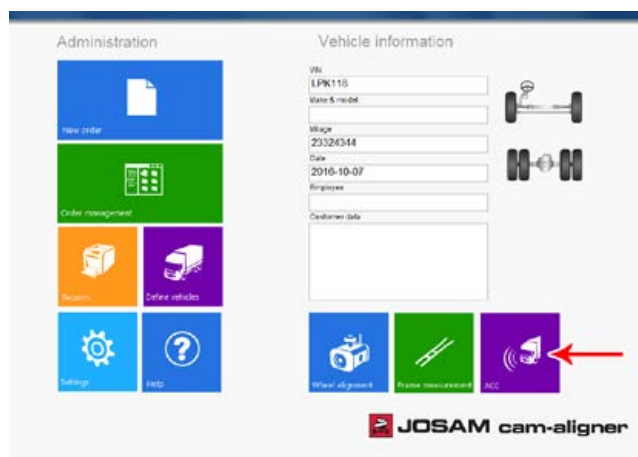 Administration
New order
Order management
Reports
Define vehicles
Settings
Help
Vehicle information
VIN
LPK116
Make & model
Milage
23324344
Date
2016-10-07
Employee
Customer data
Wheel alignment
Frame measurement
ACC
JOSAM cam-aligner